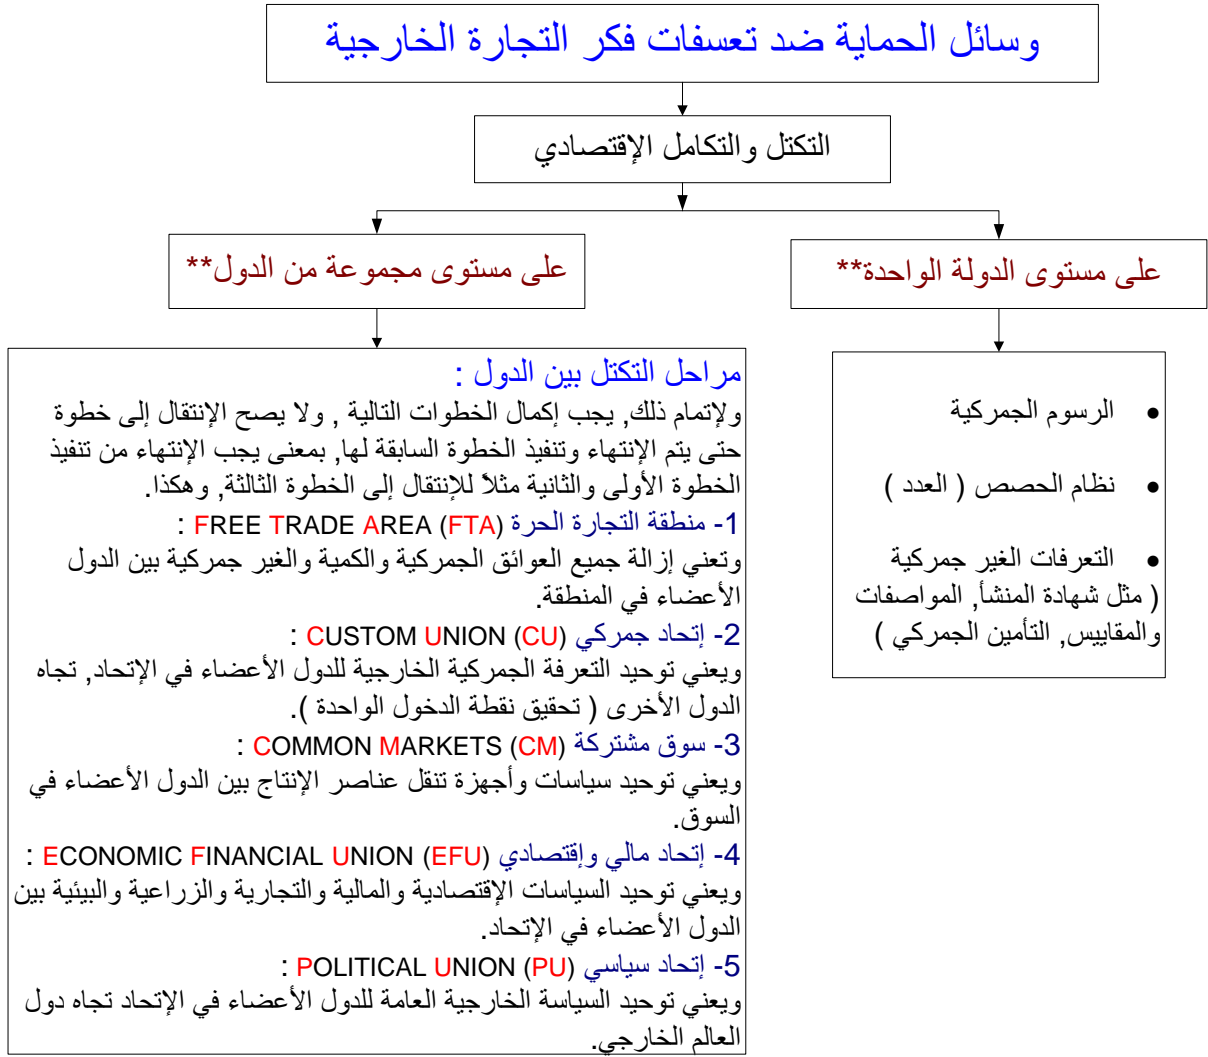 وسائل الحماية ضد تعسفات فكر التجارة الخارجية
التكتل والتكامل الإقتصادي
على مستوى الدولة الواحدة**
على مستوى مجموعة من الدول**
• الرسوم الجمركية
• نظام الحصص ( العدد )
• التعرفات الغير جمركية
( مثل شهادة المنشأ, المواصفات
والمقاييس, التأمين الجمركي )
مراحل التكتل بين الدول :
ولإتمام ذلك, يجب إكمال الخطوات التالية , ولا يصح الإنتقال إلى خطوة
حتى يتم الإنتهاء وتنفيذ الخطوة السابقة لها, بمعنى يجب الإنتهاء من تنفيذ
الخطوة الأولى والثانية مثلاً للإنتقال إلى الخطوة الثالثة, وهكذا.
1- منطقة التجارة الحرة FREE TRADE AREA (FTA) :
وتعني إزالة جميع العوائق الجمركية والكمية والغير جمركية بين الدول
الأعضاء في المنطقة.
2- إتحاد جمركي CUSTOM UNION (CU) :
ويعني توحيد التعرفة الجمركية الخارجية للدول الأعضاء في الإتحاد, تجاه
الدول الأخرى ( تحقيق نقطة الدخول الواحدة ).
3- سوق مشتركة COMMON MARKETS (CM) :
ويعني توحيد سياسات وأجهزة تنقل عناصر الإنتاج بين الدول الأعضاء في
السوق.
4- إتحاد مالي وإقتصادي ECONOMIC FINANCIAL UNION (EFU) :
ويعني توحيد السياسات الإقتصادية والمالية والتجارية والزراعية والبيئية بين
الدول الأعضاء في الإتحاد.
5- إتحاد سياسي POLITICAL UNION (PU) :
ويعني توحيد السياسة الخارجية العامة للدول الأعضاء في الإتحاد تجاه دول
العالم الخارجي.